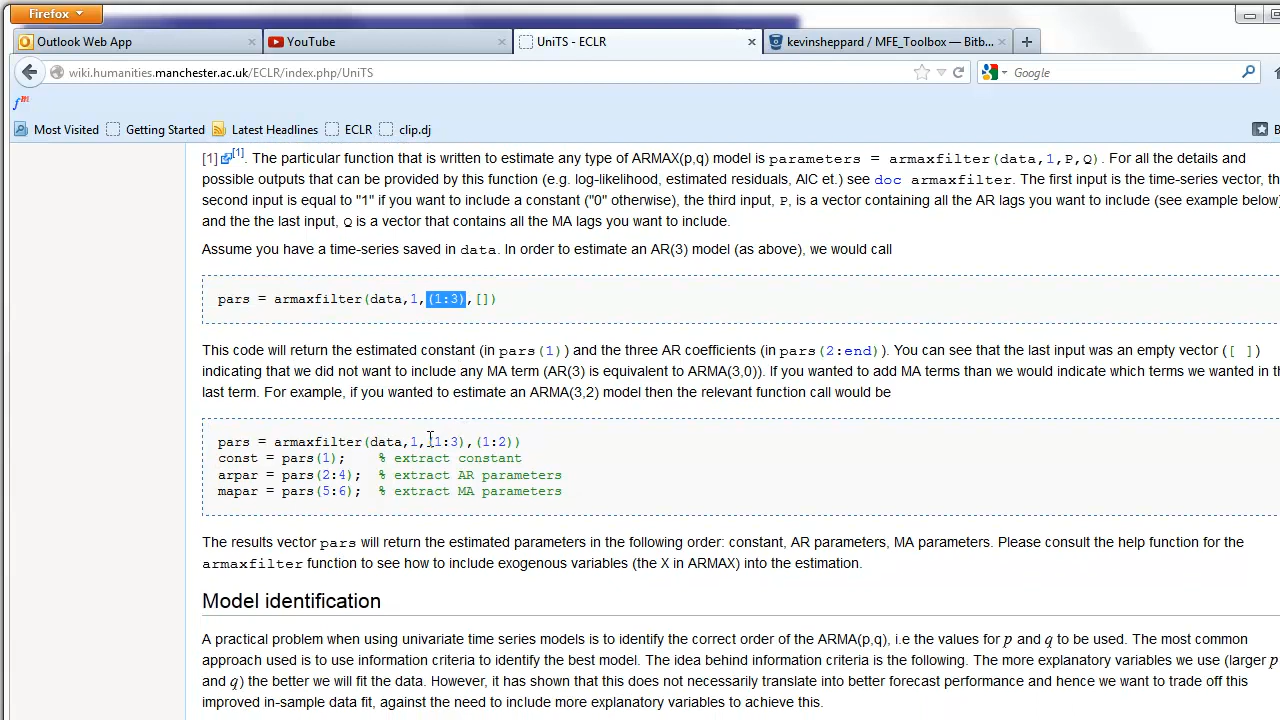 Firefox
Outlook Web App
YouTube
UniTS - ECLR
kevinsheppard / MFE_Toolbox — Bitb...
wiki.humanities.manchester.ac.uk/ECLR/index.php/UniTS
Google
fm
Most Visited
Getting Started
Latest Headlines
ECLR
clip.dj
B
[1] [1]. The particular function that is written to estimate any type of ARMAX(p,q) model is parameters = armaxfilter(data,1,P,Q). For all the details and
possible outputs that can be provided by this function (e.g. log-likelihood, estimated residuals, AIC et.) see doc armaxfilter. The first input is the time-series vector, th
second input is equal to "1" if you want to include a constant ("0" otherwise), the third input, P, is a vector containing all the AR lags you want to include (see example below)
and the the last input, Q is a vector that contains all the MA lags you want to include.
Assume you have a time-series saved in data. In order to estimate an AR(3) model (as above), we would call
pars = armaxfilter(data,1,(1:3),[])
This code will return the estimated constant (in pars(1)) and the three AR coefficients (in pars(2:end)). You can see that the last input was an empty vector ([ ])
indicating that we did not want to include any MA term (AR(3) is equivalent to ARMA(3,0)). If you wanted to add MA terms than we would indicate which terms we wanted in th
last term. For example, if you wanted to estimate an ARMA(3,2) model then the relevant function call would be
pars = armaxfilter(data,1,(1:3),(1:2))
const = pars(1);    % extract constant
arpar = pars(2:4);  % extract AR parameters
mapar = pars(5:6);  % extract MA parameters
The results vector pars will return the estimated parameters in the following order: constant, AR parameters, MA parameters. Please consult the help function for the
armaxfilter function to see how to include exogenous variables (the X in ARMAX) into the estimation.
Model identification
A practical problem when using univariate time series models is to identify the correct order of the ARMA(p,q), i.e the values for p and q to be used. The most common
approach used is to use information criteria to identify the best model. The idea behind information criteria is the following. The more explanatory variables we use (larger p
and q) the better we will fit the data. However, it has shown that this does not necessarily translate into better forecast performance and hence we want to trade off this
improved in-sample data fit, against the need to include more explanatory variables to achieve this.